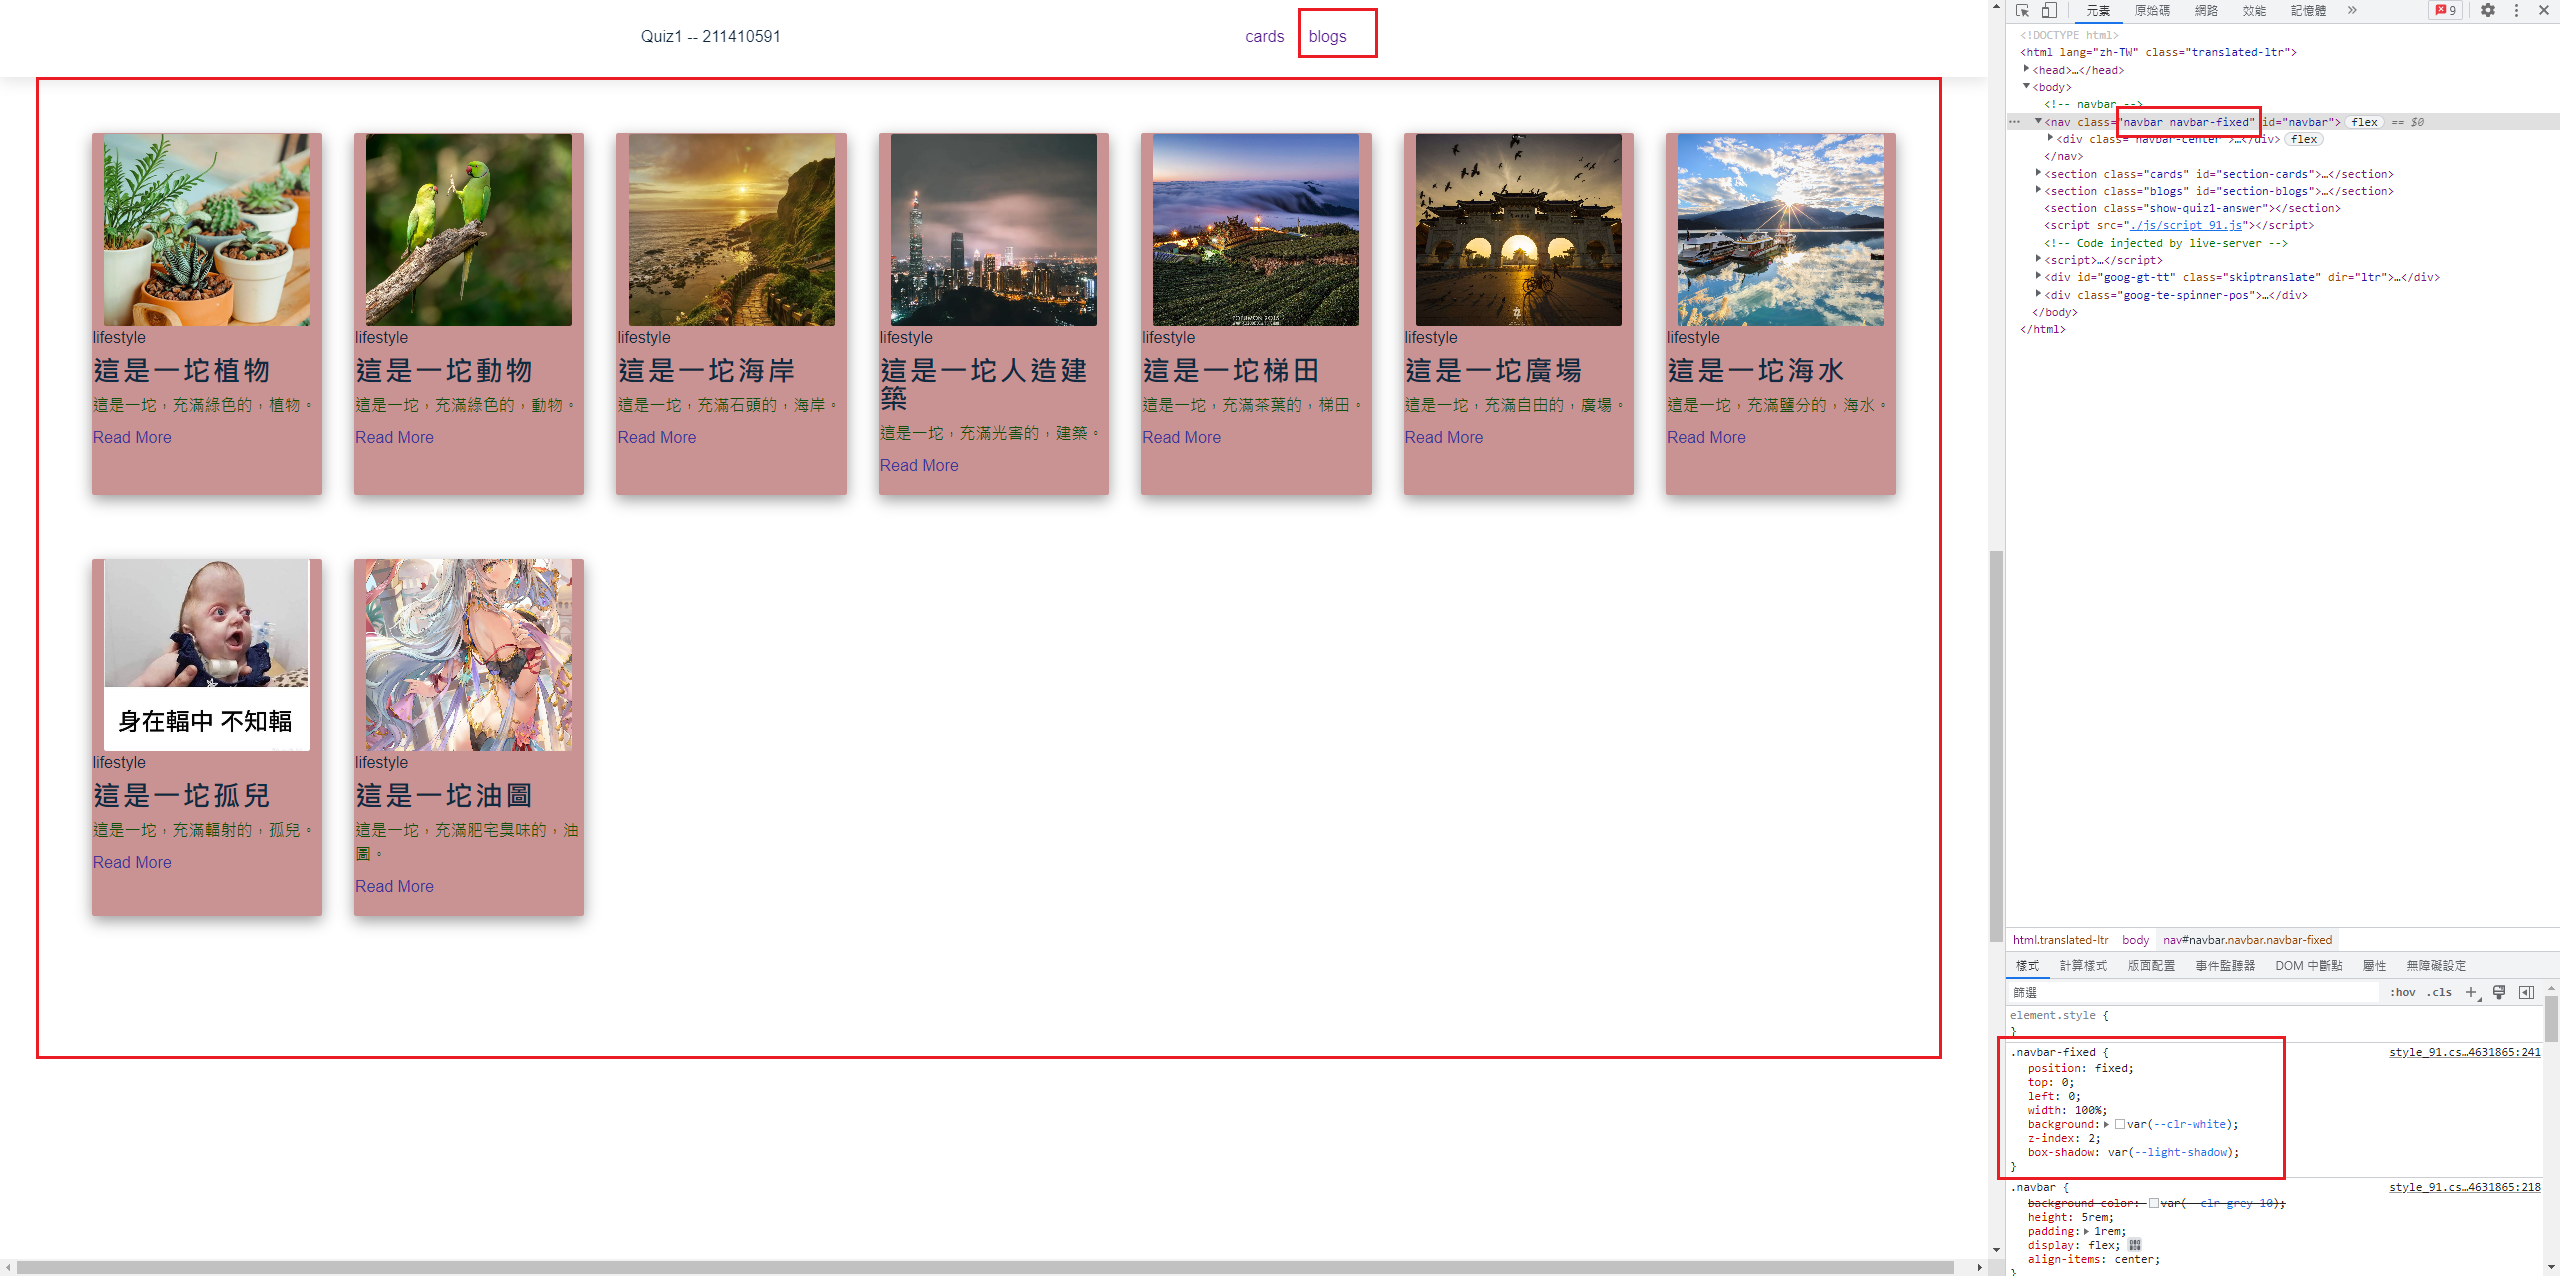 Quiz1 -- 211410591
cards
blogs
lifestyle
這是一坨植物
這是一坨，充滿綠色的，植物。
Read More
lifestyle
這是一坨動物
這是一坨，充滿綠色的，動物。
Read More
lifestyle
這是一坨海岸
這是一坨，充滿石頭的，海岸。
Read More
lifestyle
這是一坨人造建
築
這是一坨，充滿光害的，建築。
Read More
lifestyle
這是一坨梯田
這是一坨，充滿茶葉的，梯田。
Read More
lifestyle
這是一坨廣場
這是一坨，充滿自由的，廣場。
Read More
lifestyle
這是一坨海水
這是一坨，充滿鹽分的，海水。
Read More
身在輻中 不知輻
lifestyle
這是一坨孤兒
這是一坨，充滿輻射的，孤兒。
Read More
lifestyle
這是一坨油圖
這是一坨，充滿肥宅臭味的，油
圖。
Read More
元素 原始碼 網路 效能 記憶體 » 9
<!DOCTYPE html>
<html lang="zh-TW" class="translated-ltr">
<head>…</head>
<body>
<!-- navbar -->
<nav class="navbar navbar-fixed" id="navbar"> flex == $0
<div class="navbar-center">…</div> flex
</nav>
<section class="cards" id="section-cards">…</section>
<section class="blogs" id="section-blogs">…</section>
<section class="show-quiz1-answer"></section>
<script src="./js/script_91.js"></script>
<!-- Code injected by live-server -->
<script>…</script>
<div id="goog-gt-tt" class="skiptranslate" dir="ltr">…</div>
<div class="goog-te-spinner-pos">…</div>
</body>
</html>
html.translated-ltr body nav#navbar.navbar.navbar-fixed
樣式 計算樣式 版面配置 事件監聽器 DOM 中斷點 屬性 無障礙設定
篩選 :hov .cls
element.style {
}
.navbar-fixed { style_91.cs…4631865:241
position: fixed;
top: 0;
left: 0;
width: 100%;
background: var(--clr-white);
z-index: 2;
box-shadow: var(--light-shadow);
}
.navbar { style_91.cs…4631865:218
background-color: var(--clr-grey-10);
height: 5rem;
padding: 1rem;
display: flex;
align-items: center;
}